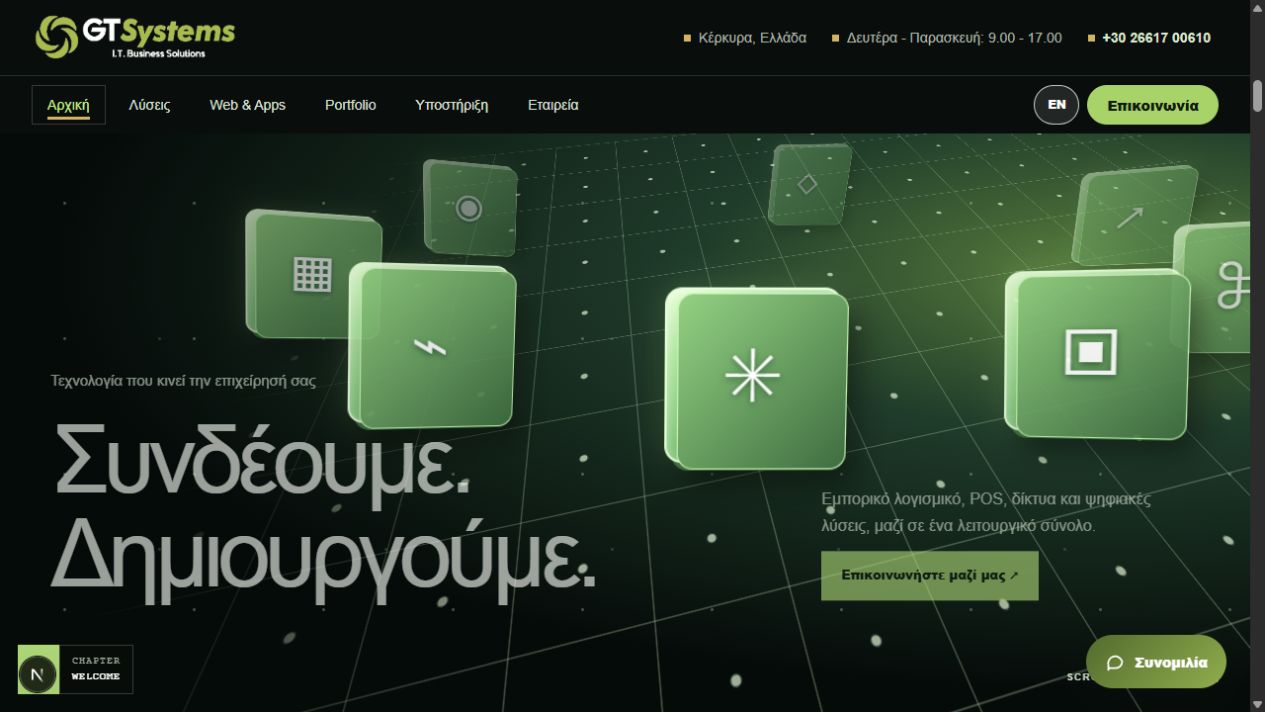 GTSystems
I.T. Business Solutions
Κέρκυρα, Ελλάδα
Δευτέρα - Παρασκευή: 9.00 - 17.00
+30 26617 00610
Αρχική
Λύσεις
Web & Apps
Portfolio
Υποστήριξη
Εταιρεία
EN
Επικοινωνία
Τεχνολογία που κινεί την επιχείρησή σας
Συνδέουμε.
Δημιουργούμε.
Εμπορικό λογισμικό, POS, δίκτυα και ψηφιακές
λύσεις, μαζί σε ένα λειτουργικό σύνολο.
Επικοινωνήστε μαζί μας ↗
N
CHAPTER
WELCOME
Συνομιλία